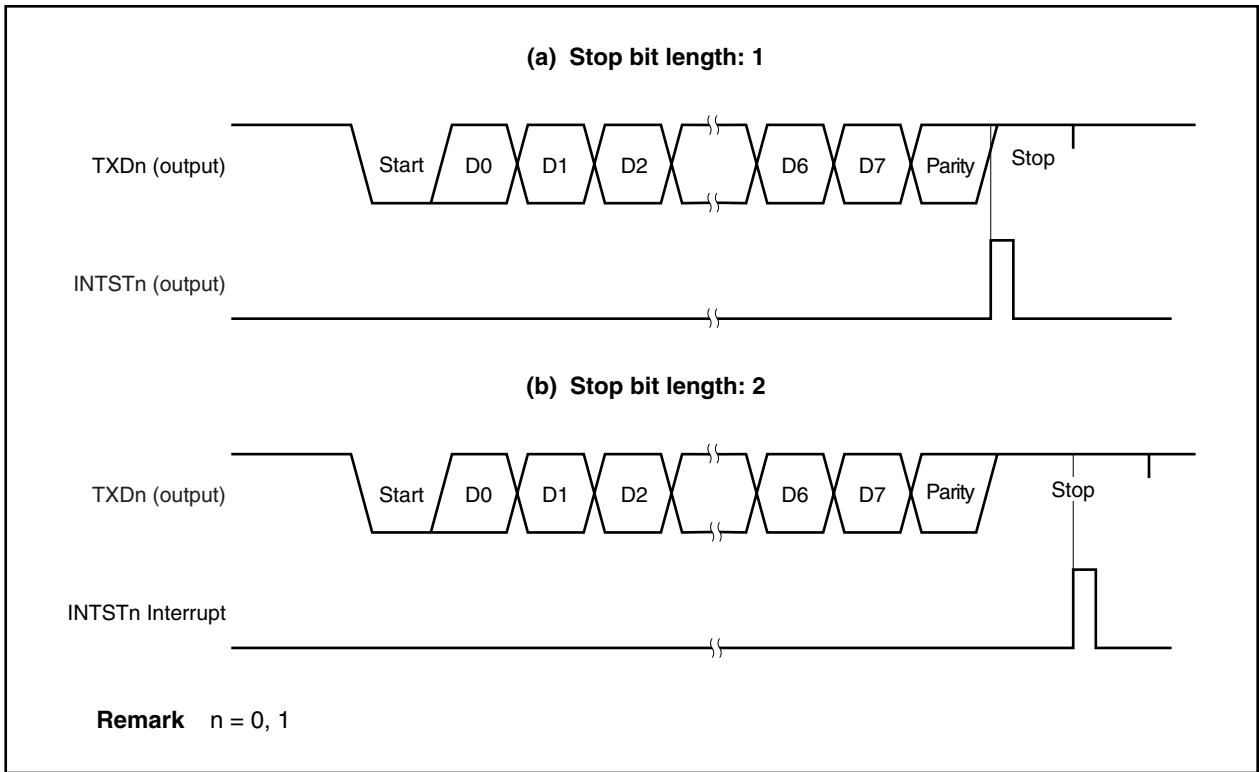 (a) Stop bit length: 1
TXDn (output)
Start D0 D1 D2 D6 D7 Parity Stop
INTSTn (output)
(b) Stop bit length: 2
TXDn (output)
Start D0 D1 D2 D6 D7 Parity Stop
INTSTn Interrupt
Remark n = 0, 1